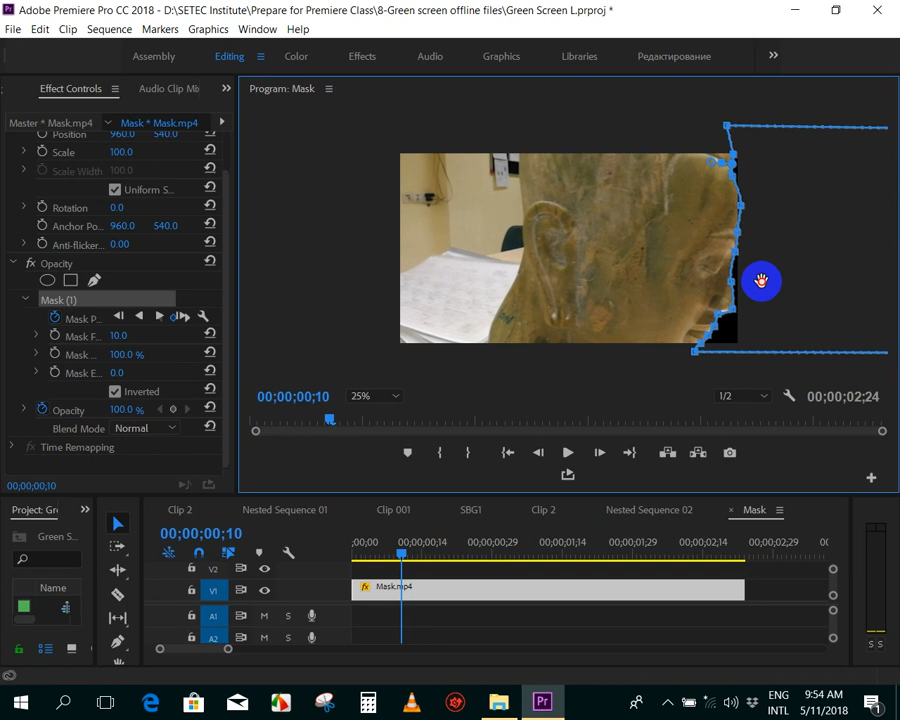 Adobe Premiere Pro CC 2018 - D:\SETEC Institute\Prepare for Premiere Class\8-Green screen offline files\Green Screen L.prproj *
File Edit Clip Sequence Markers Graphics Window Help
Assembly Editing Color Effects Audio Graphics Libraries Редактирование
Effect Controls Audio Clip Mi
Program: Mask
Master * Mask.mp4 Mask * Mask.mp4
Position 960.0 540.0
Scale 100.0
Scale Width 100.0
Uniform S...
Rotation 0.0
Anchor Po... 960.0 540.0
Anti-flicker... 0.00
fx Opacity
Mask (1)
Mask P...
Mask F... 10.0
Mask ... 100.0 %
Mask E... 0.0
Inverted
Opacity 100.0 %
Blend Mode Normal
fx Time Remapping
00;00;00;10
00;00;00;10 25% 1/2 00;00;02;24
Project: Gre
Green S...
Name
Clip 2 Nested Sequence 01 Clip 001 SBG1 Clip 2 Nested Sequence 02 × Mask
00;00;00;10
;00;00 00;00;00;14 00;00;00;29 00;00;01;14 00;00;01;29 00;00;02;14 00;00;02;29 00;
V2
V1 fx Mask.mp4
A1 M S
A2 M S
S S
Pr
ENG
INTL
9:54 AM
5/11/2018
1